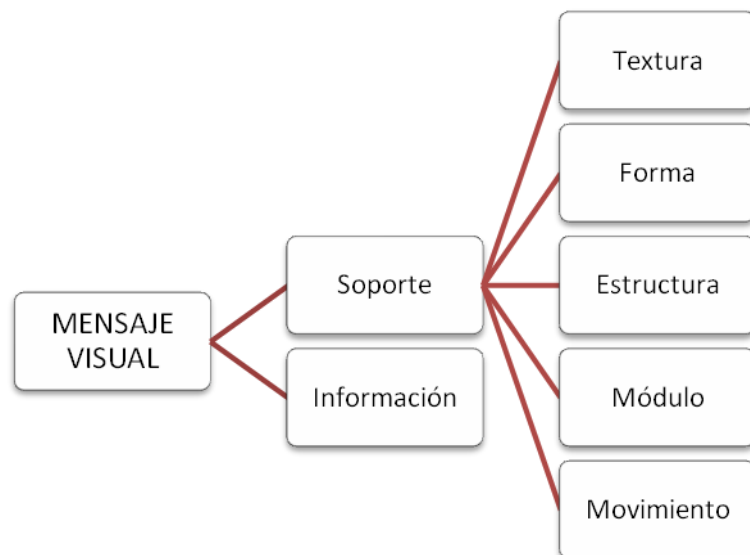 MENSAJE
VISUAL
Soporte
Información
Textura
Forma
Estructura
Módulo
Movimiento